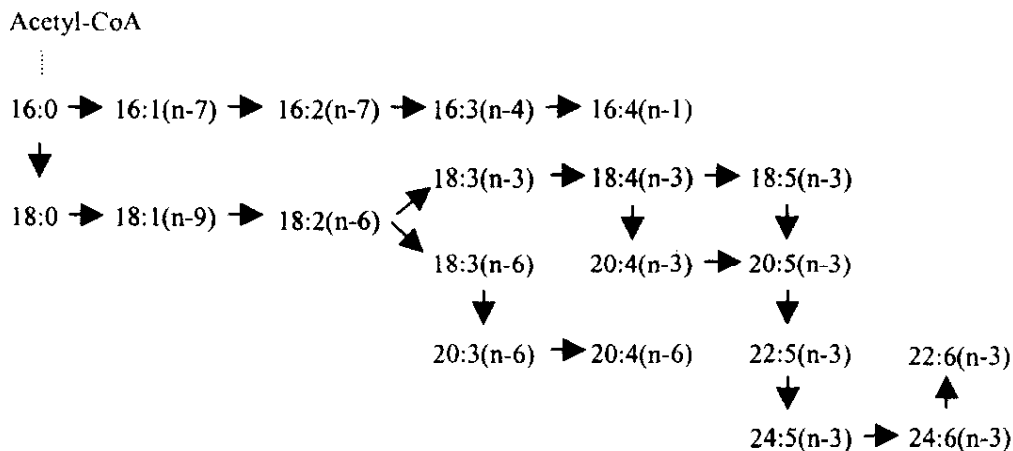 Acetyl-CoA
16:0 16:1(n-7) 16:2(n-7) 16:3(n-4) 16:4(n-1)
18:3(n-3) 18:4(n-3) 18:5(n-3)
18:0 18:1(n-9) 18:2(n-6)
18:3(n-6) 20:4(n-3) 20:5(n-3)
20:3(n-6) 20:4(n-6) 22:5(n-3) 22:6(n-3)
24:5(n-3) 24:6(n-3)